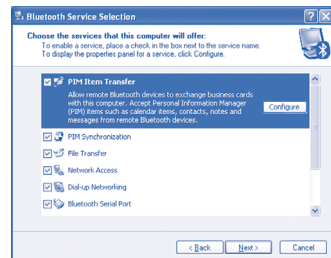 Bluetooth Service Selection
Choose the services that this computer will offer:
To enable a service, place a check in the box next to the service name.
To display the properties panel for a service, click Configure.
PIM Item Transfer
Allow remote Bluetooth devices to exchange business cards
with this computer. Accept Personal Information Manager
(PIM) items such as calendar items, contacts, notes and
messages from remote Bluetooth devices.
Configure
PIM Synchronization
File Transfer
Network Access
Dial-up Networking
Bluetooth Serial Port
< Back
Next >
Cancel